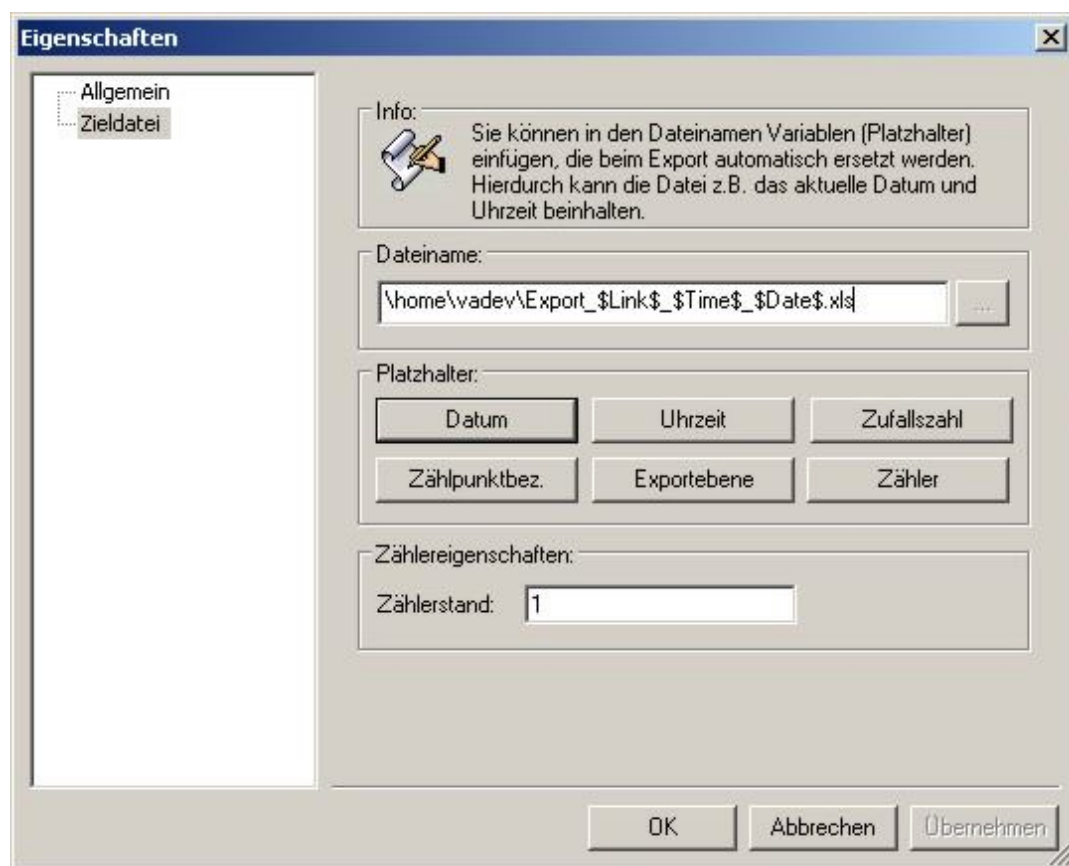 Eigenschaften
Allgemein
Zieldatei
Info:
Sie können in den Dateinamen Variablen (Platzhalter)
einfügen, die beim Export automatisch ersetzt werden.
Hierdurch kann die Datei z.B. das aktuelle Datum und
Uhrzeit beinhalten.
Dateiname:
\home\vadev\Export_$Link$_$Time$_$Date$.xls
...
Platzhalter:
Datum Uhrzeit Zufallszahl
Zählpunktbez. Exportebene Zähler
Zählereigenschaften:
Zählerstand: 1
OK Abbrechen Übernehmen